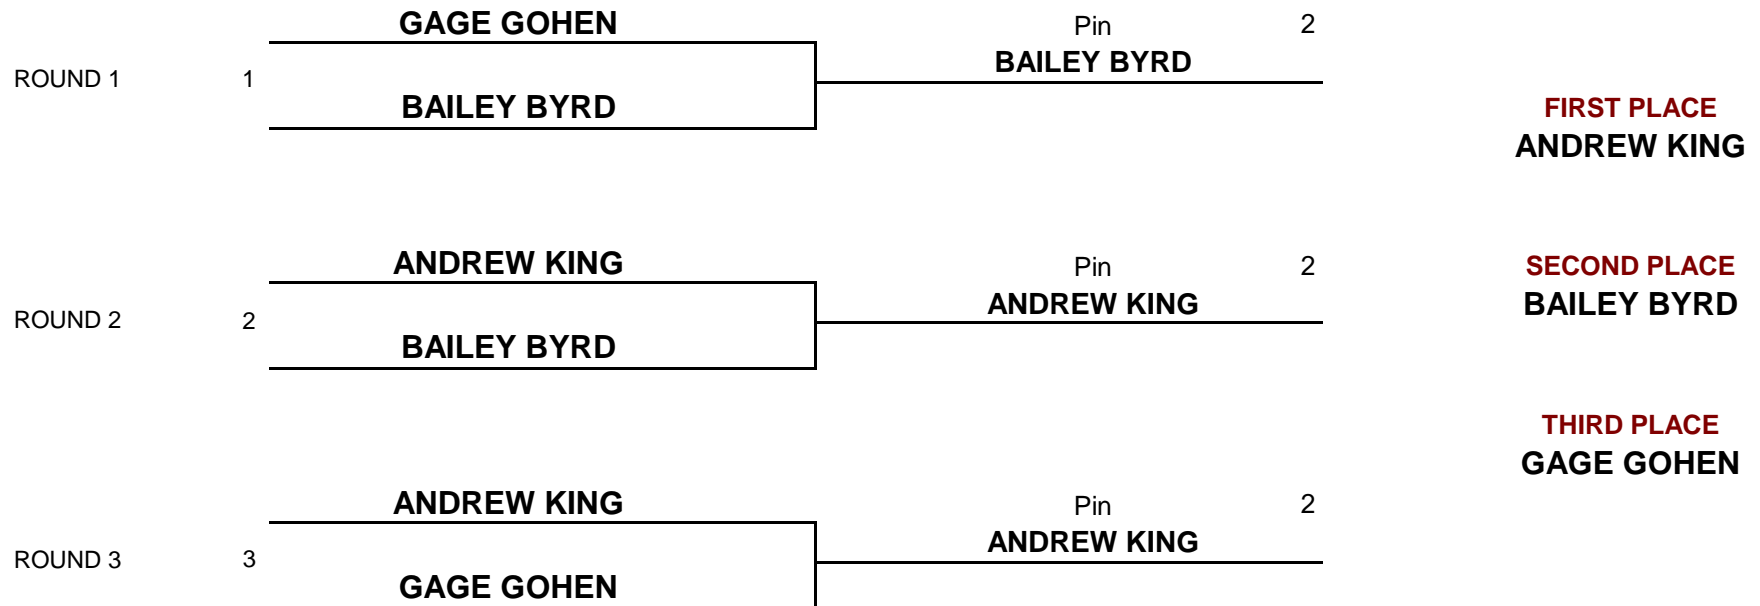 GAGE GOHEN
Pin 2
BAILEY BYRD
ROUND 1 1
BAILEY BYRD
FIRST PLACE
ANDREW KING
ANDREW KING
Pin 2
SECOND PLACE
ANDREW KING
BAILEY BYRD
ROUND 2 2
BAILEY BYRD
THIRD PLACE
GAGE GOHEN
ANDREW KING
Pin 2
ANDREW KING
ROUND 3 3
GAGE GOHEN